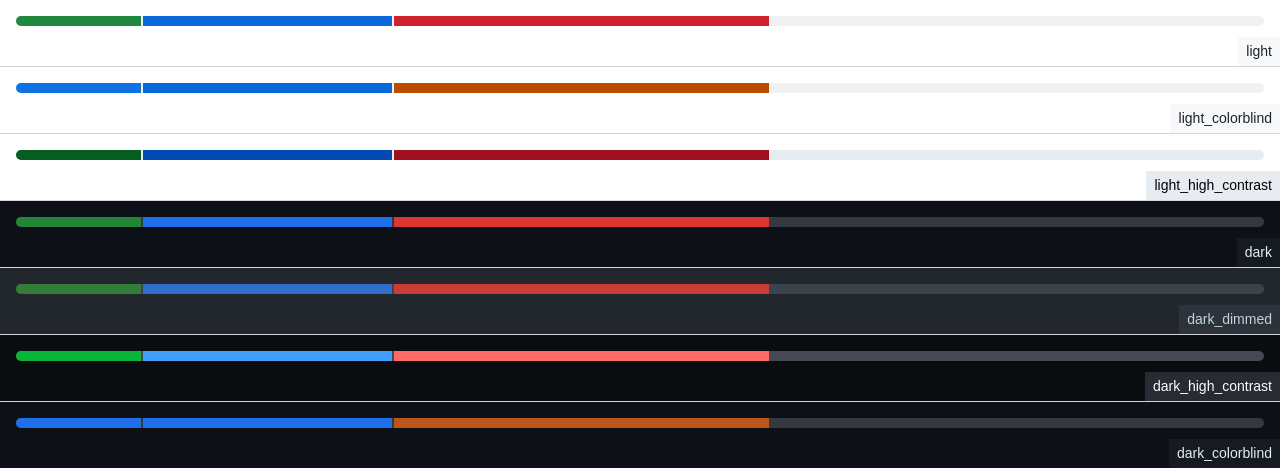 light
light_colorblind
light_high_contrast
dark
dark_dimmed
dark_high_contrast
dark_colorblind